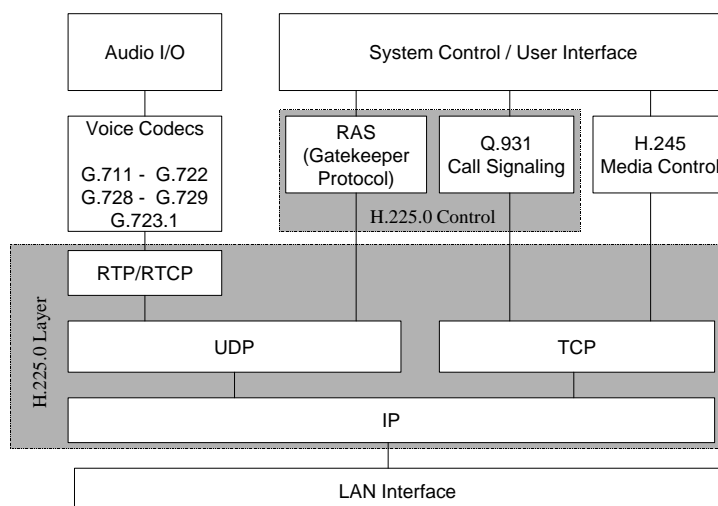 Audio I/O
System Control / User Interface
Voice Codecs
G.711 - G.722
G.728 - G.729
G.723.1
RAS
(Gatekeeper
Protocol)
Q.931
Call Signaling
H.245
Media Control
H.225.0 Control
RTP/RTCP
H.225.0 Layer
UDP
TCP
IP
LAN Interface